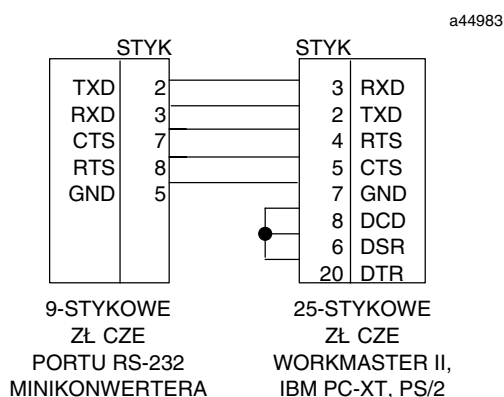 a44983
STYK STYK
TXD 2 3 RXD
RXD 3 2 TXD
CTS 7 4 RTS
RTS 8 5 CTS
GND 5 7 GND
8 DCD
6 DSR
20 DTR
9-STYKOWE 25-STYKOWE
ZŁ CZE ZŁ CZE
PORTU RS-232 WORKMASTER II,
MINIKONWERTERA IBM PC-XT, PS/2